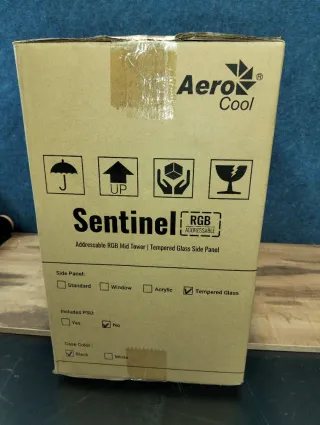 Aero®
Cool
UP
Sentinel RGB
ADDRESSABLE
Addressable RGB Mid Tower | Tempered Glass Side Panel
Side Panel:
Standard Window Acrylic Tempered Glass
Includes PSU:
Yes No
Case Color:
Black White